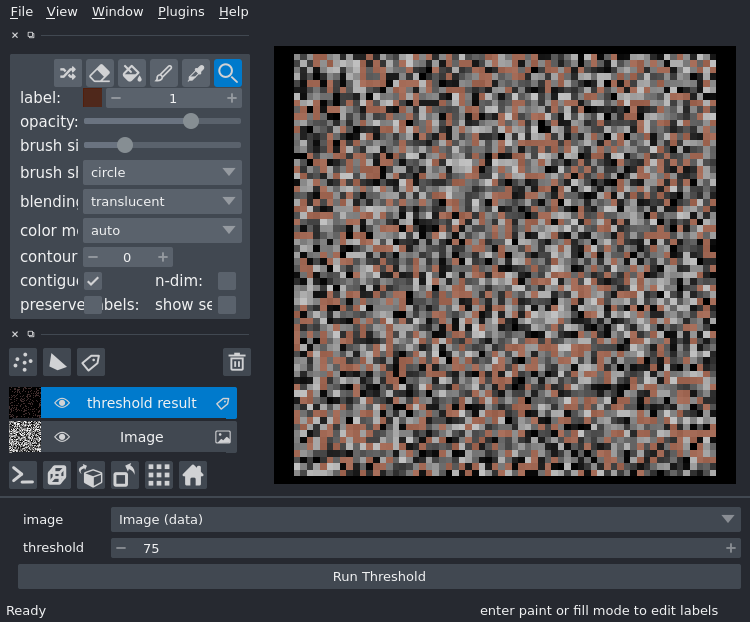 File View Window Plugins Help
label: 1
opacity:
brush si
brush sl circle
blending translucent
color m auto
contour 0
contigu n-dim:
preserve bels: show se
threshold result
Image
image Image (data)
threshold 75
Run Threshold
Ready enter paint or fill mode to edit labels